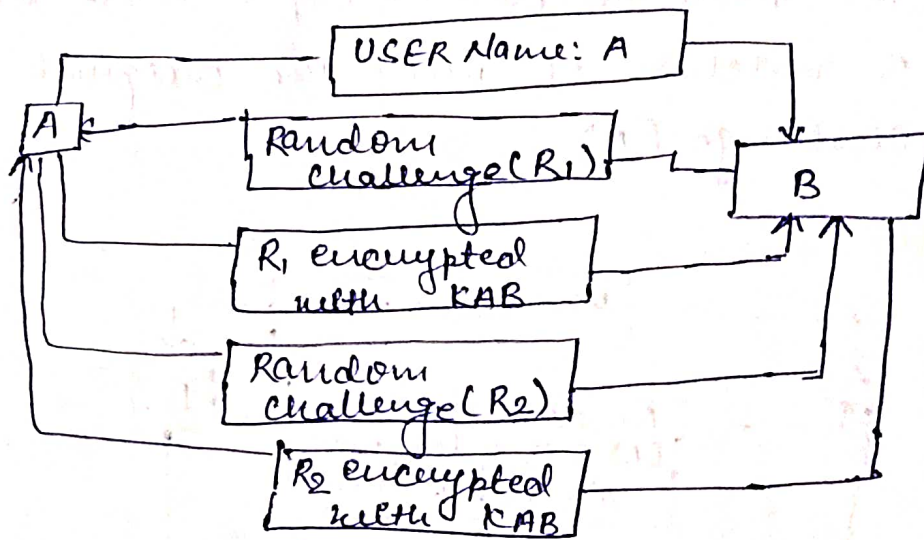 USER Name: A
A
Random
challenge (R1)
B
R1 encrypted
with KAB
Random
challenge (R2)
R2 encrypted
with KAB